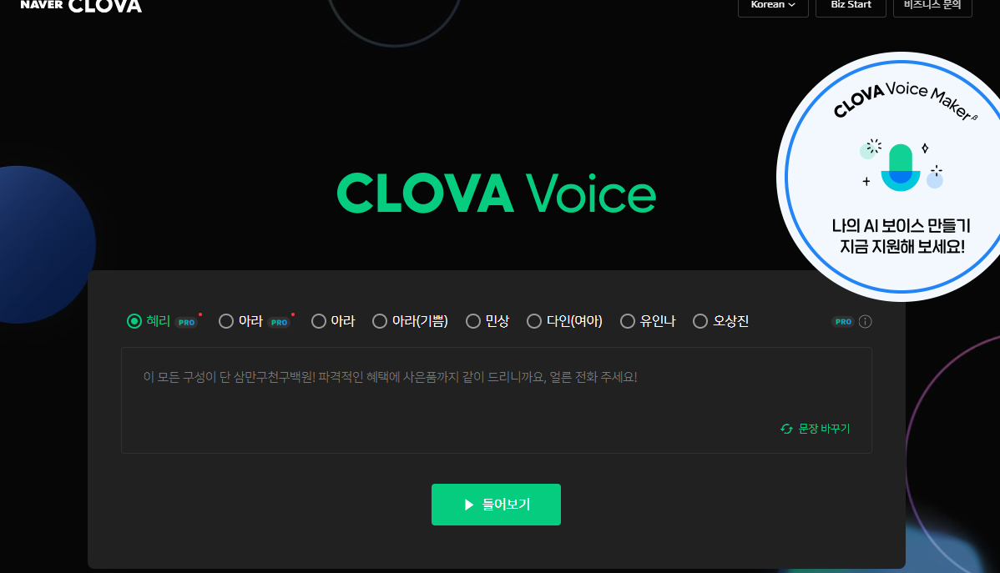 NAVER CLOVA
Korean
Biz Start
비즈니스 문의
CLOVA Voice Maker β
나의 AI 보이스 만들기
지금 지원해 보세요!
CLOVA Voice
혜리 PRO
아라 PRO
아라
아라(기쁨)
민상
다인(여아)
유인나
오상진
PRO
이 모든 구성이 단 삼만구천구백원! 파격적인 혜택에 사은품까지 같이 드리니까요, 얼른 전화 주세요!
문장 바꾸기
들어보기